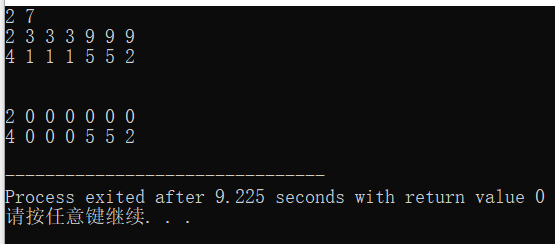 2 7
2 3 3 3 9 9 9
4 1 1 1 5 5 2
2 0 0 0 0 0 0
4 0 0 0 5 5 2
--------------------------------
Process exited after 9.225 seconds with return value 0
请按任意键继续. . .